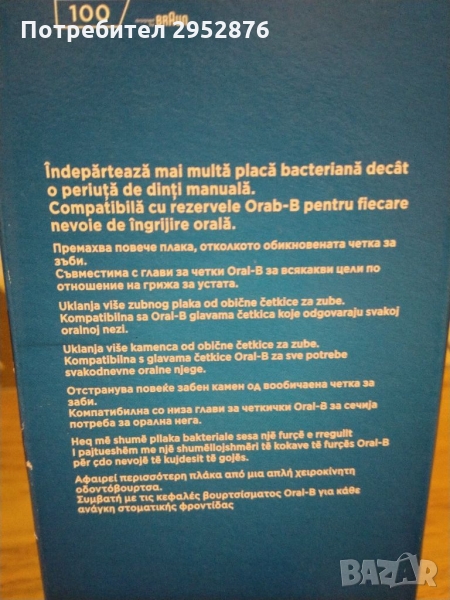 100
BRAUN
Потребител 2952876
Îndepărtează mai multă placă bacteriană decât
o periuță de dinți manuală.
Compatibilă cu rezervele Orab-B pentru fiecare
nevoie de îngrijire orală.
Премахва повече плака, отколкото обикновената четка за
зъби.
Съвместима с глави за четки Oral-B за всякакви цели по
отношение на грижа за устата.
Uklanja više zubnog plaka od obične četkice za zube.
Kompatibilna sa Oral-B glavama četkica koje odgovaraju svakoj
oralnoj nezi.
Uklanja više kamenca od obične četkice za zube.
Kompatibilna s glavama četkice Oral-B za sve potrebe
svakodnevne oralne njege.
Отстранува повеќе забен камен од вообичаена четка за
заби.
Компатибилна со низа глави за четкички Oral-B за сечија
потреба за орална нега.
Heq më shumë pllaka bakteriale sesa një furçë e rregullt
I pajtueshëm me një shumëllojshmëri të kokave të furçës Oral-B
për çdo nevojë të kujdesit të gojës.
Αφαιρεί περισσότερη πλάκα από μια απλή χειροκίνητη
οδοντόβουρτσα.
Συμβατή με τις κεφαλές βουρτσίσματος Oral-B για κάθε
ανάγκη στοματικής φροντίδας
BAZAR